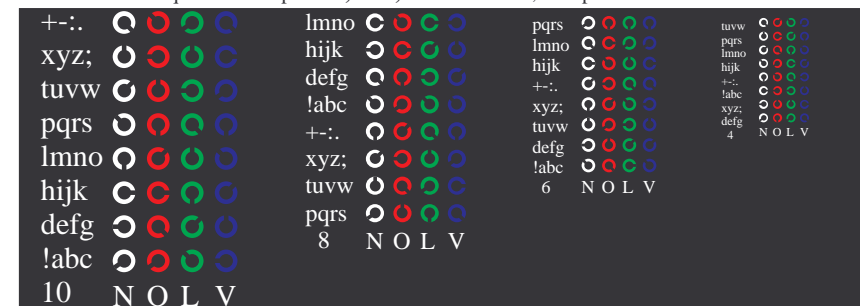 +-:.
xyz;
tuvw
pqrs
lmno
hijk
defg
!abc
10 N O L V
lmno
hijk
defg
!abc
+-:.
xyz;
tuvw
pqrs
8 N O L V
pqrs
lmno
hijk
+-:.
xyz;
tuvw
defg
!abc
6 N O L V
tuvw
pqrs
lmno
hijk
+-:.
!abc
xyz;
defg
4 N O L V